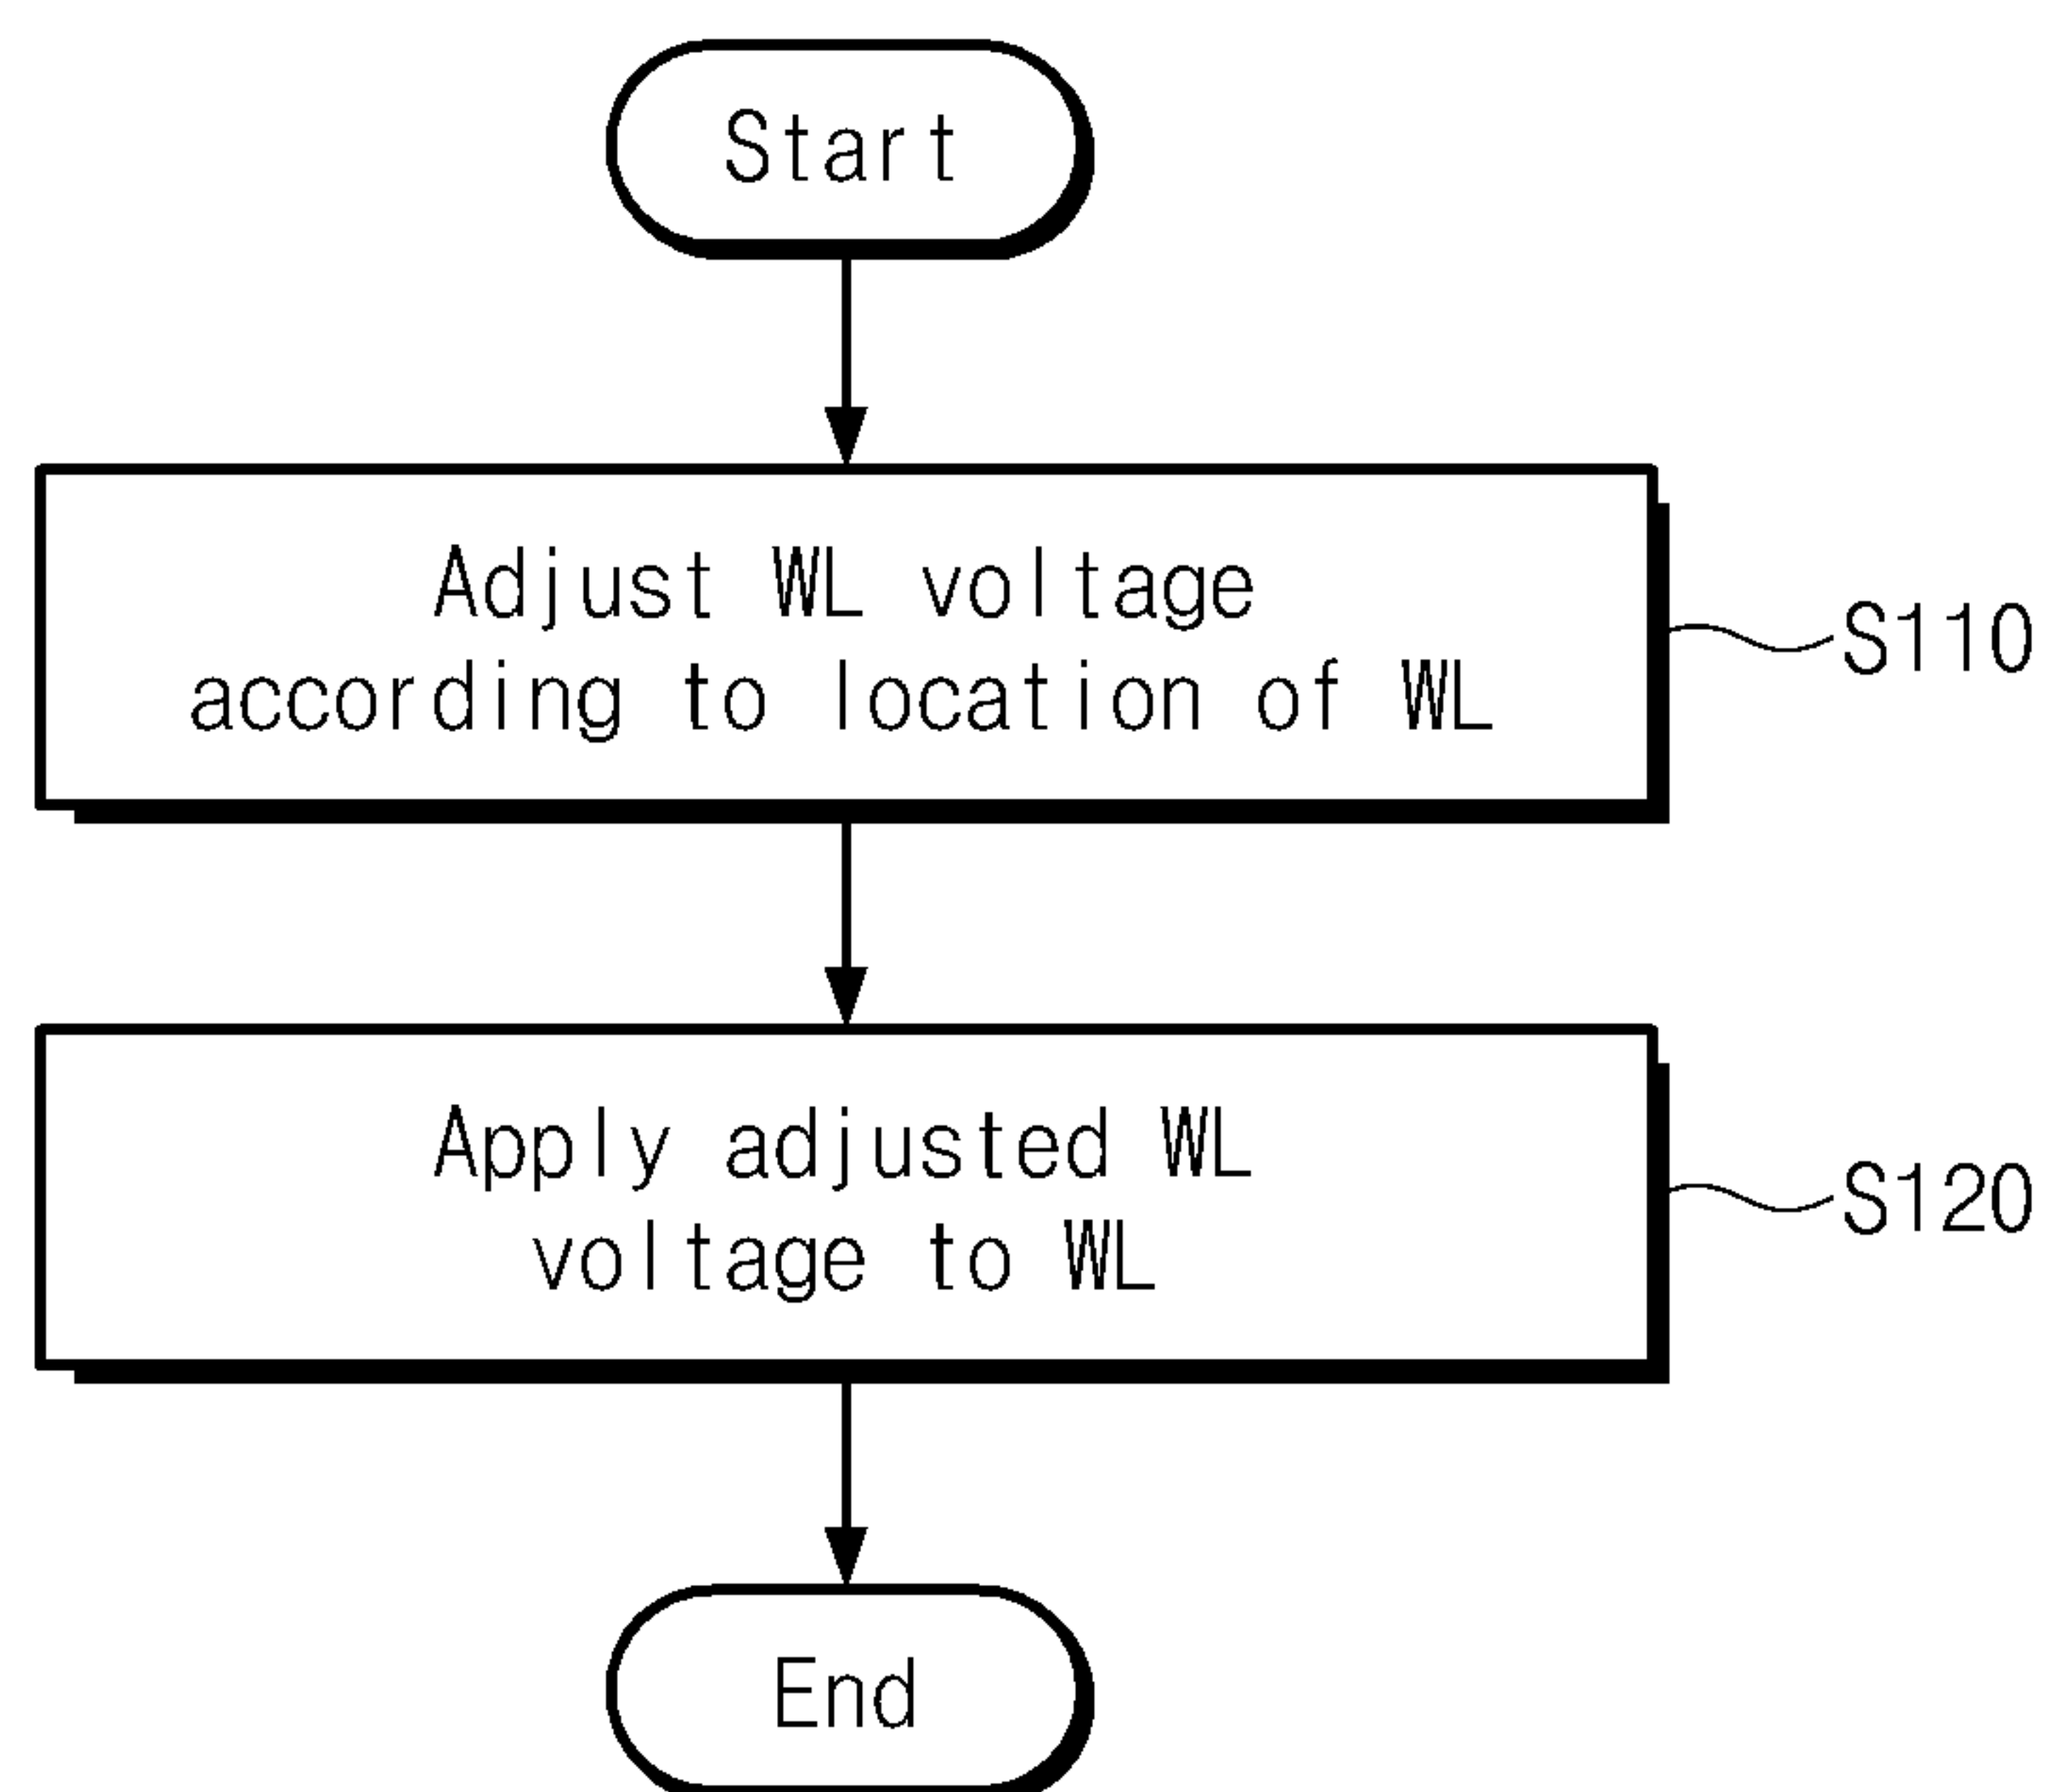 Start
Adjust WL voltage
according to location of WL
S110
Apply adjusted WL
voltage to WL
S120
End